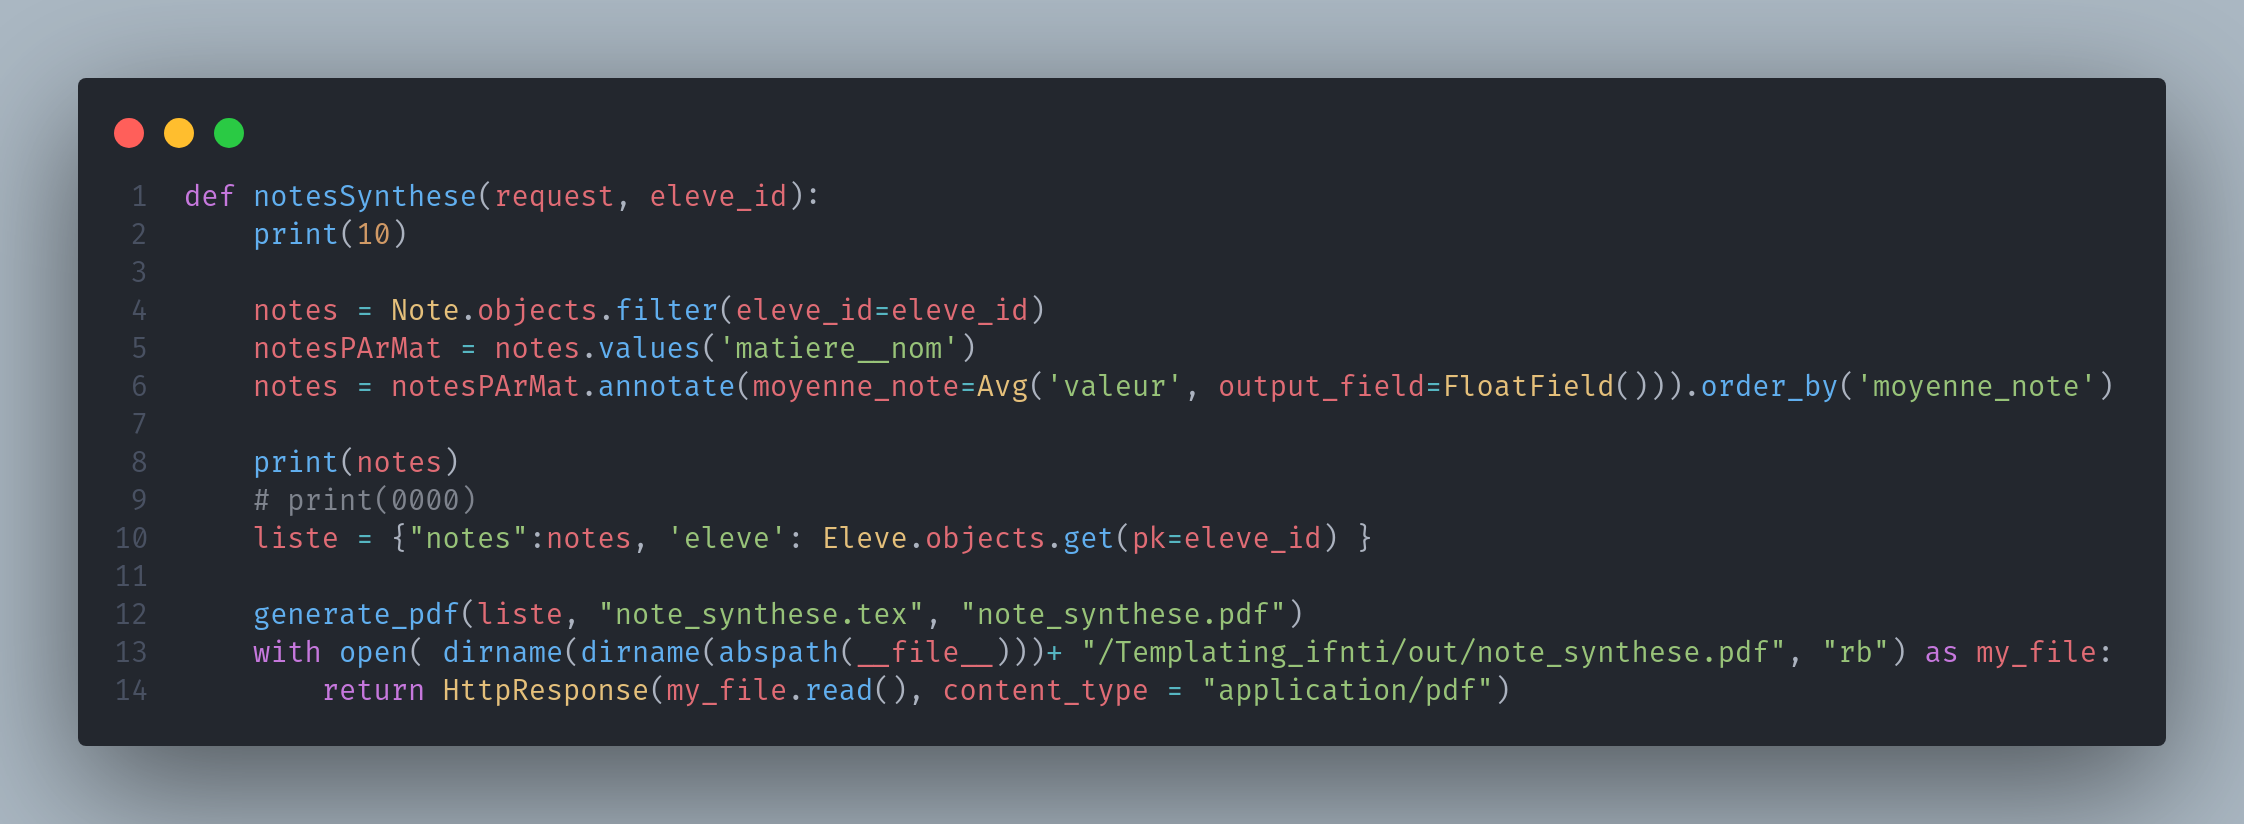 1 def notesSynthese(request, eleve_id):
2     print(10)
3
4     notes = Note.objects.filter(eleve_id=eleve_id)
5     notesPArMat = notes.values('matiere__nom')
6     notes = notesPArMat.annotate(moyenne_note=Avg('valeur', output_field=FloatField())).order_by('moyenne_note')
7
8     print(notes)
9     # print(0000)
10     liste = {"notes":notes, 'eleve': Eleve.objects.get(pk=eleve_id) }
11
12     generate_pdf(liste, "note_synthese.tex", "note_synthese.pdf")
13     with open( dirname(dirname(abspath(__file__)))+ "/Templating_ifnti/out/note_synthese.pdf", "rb") as my_file:
14         return HttpResponse(my_file.read(), content_type = "application/pdf")